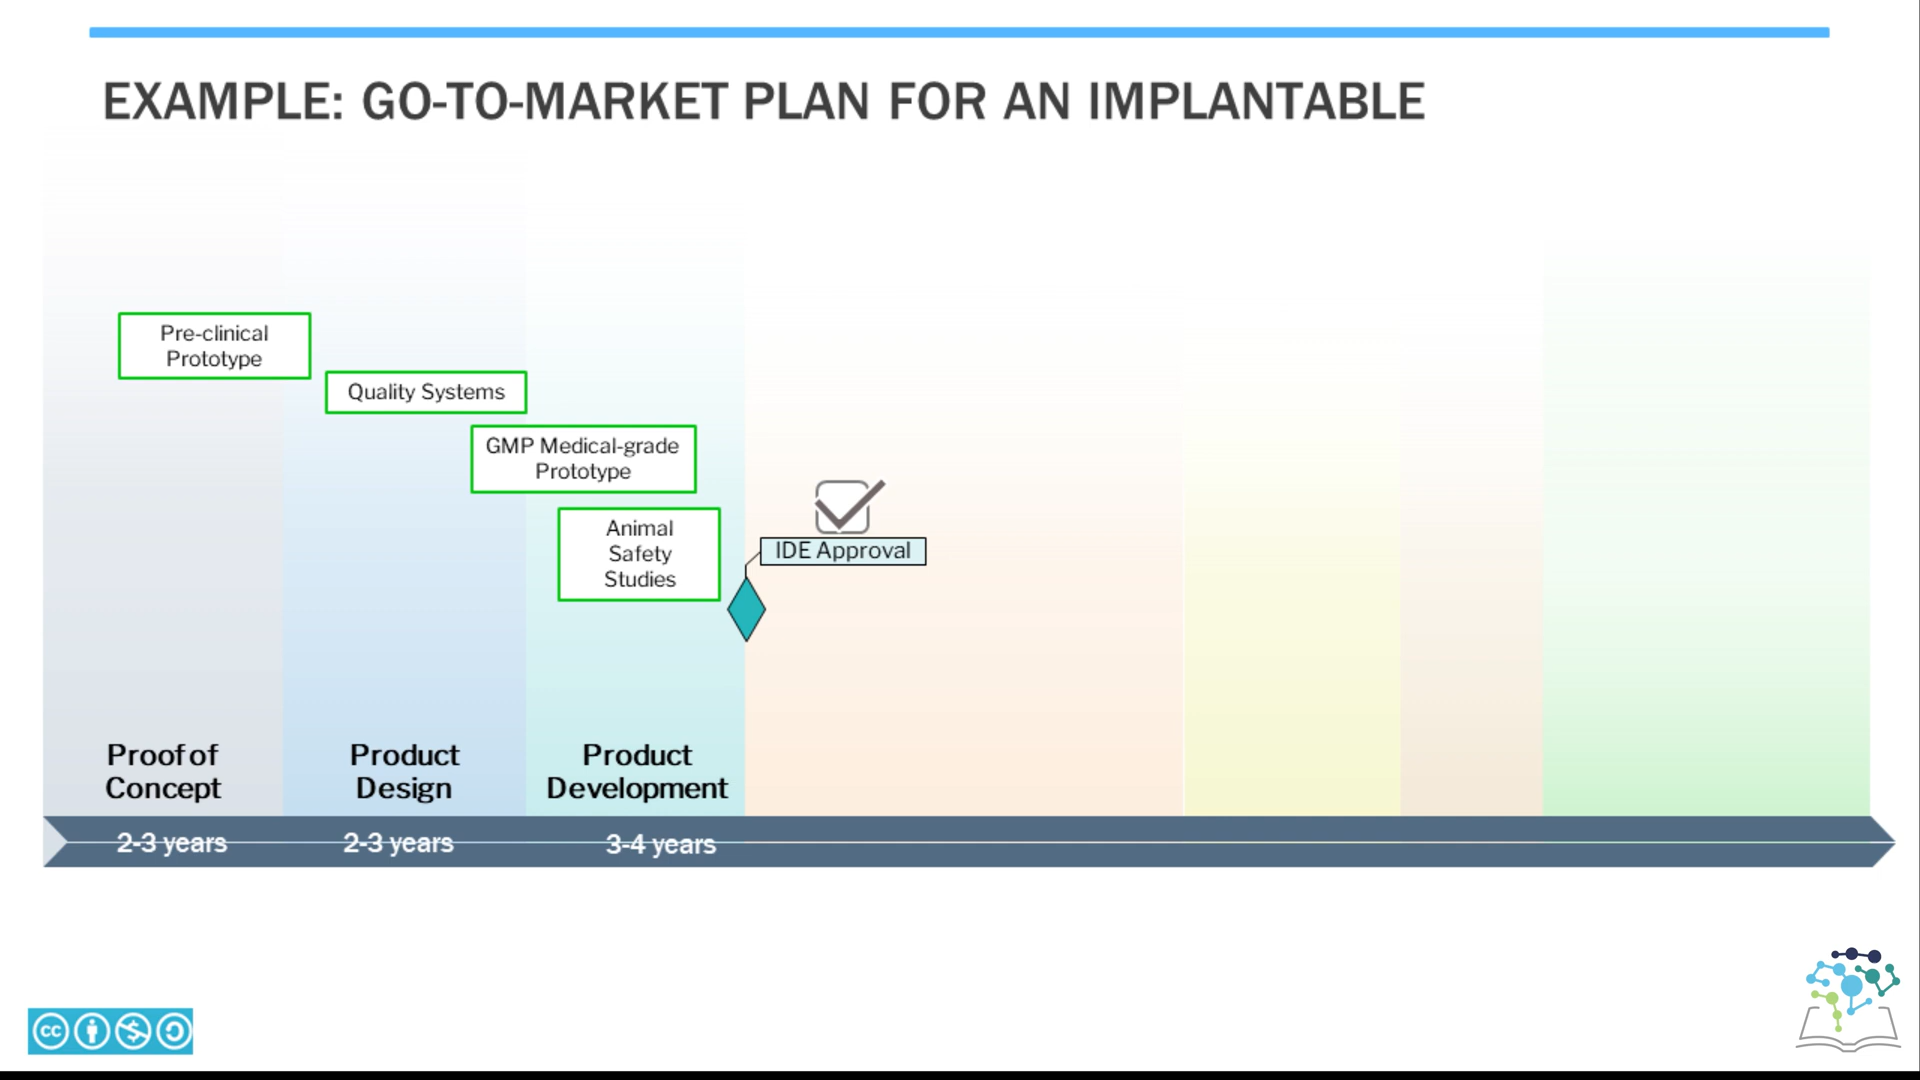 EXAMPLE: GO-TO-MARKET PLAN FOR AN IMPLANTABLE
Pre-clinical
Prototype
Quality Systems
GMP Medical-grade
Prototype
Animal
Safety
Studies
IDE Approval
Proof of
Concept
Product
Design
Product
Development
2-3 years
2-3 years
3-4 years
cc